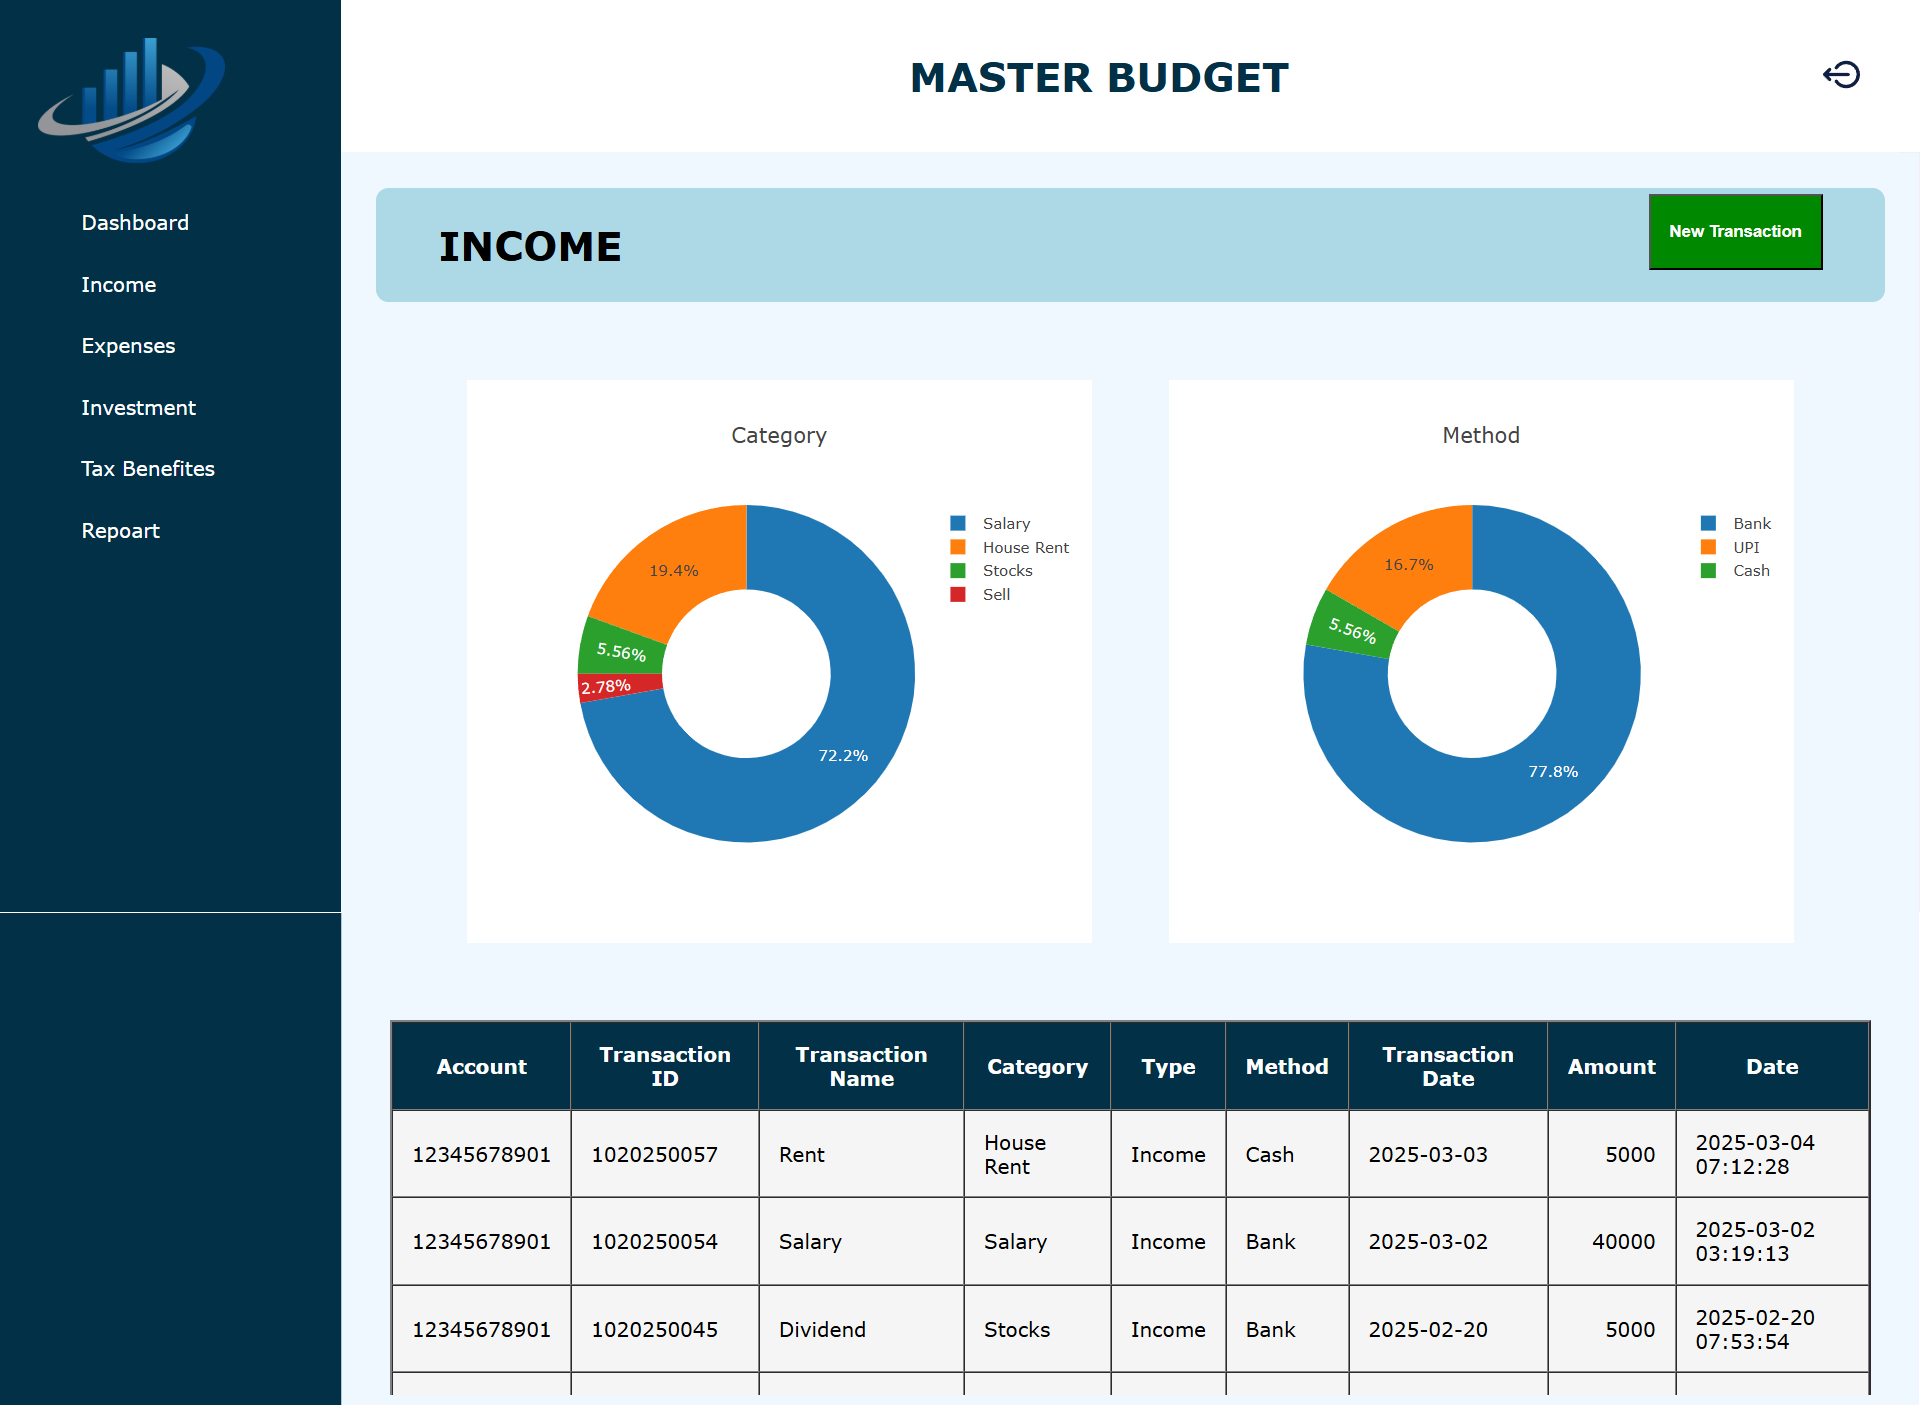 MASTER BUDGET
Dashboard
Income
Expenses
Investment
Tax Benefites
Repoart
INCOME
New Transaction
Category
Salary
House Rent
Stocks
Sell
19.4%
5.56%
2.78%
72.2%
Method
Bank
UPI
Cash
16.7%
5.56%
77.8%
Account Transaction ID Transaction Name Category Type Method Transaction Date Amount Date
12345678901 1020250057 Rent House Rent Income Cash 2025-03-03 5000 2025-03-04 07:12:28
12345678901 1020250054 Salary Salary Income Bank 2025-03-02 40000 2025-03-02 03:19:13
12345678901 1020250045 Dividend Stocks Income Bank 2025-02-20 5000 2025-02-20 07:53:54